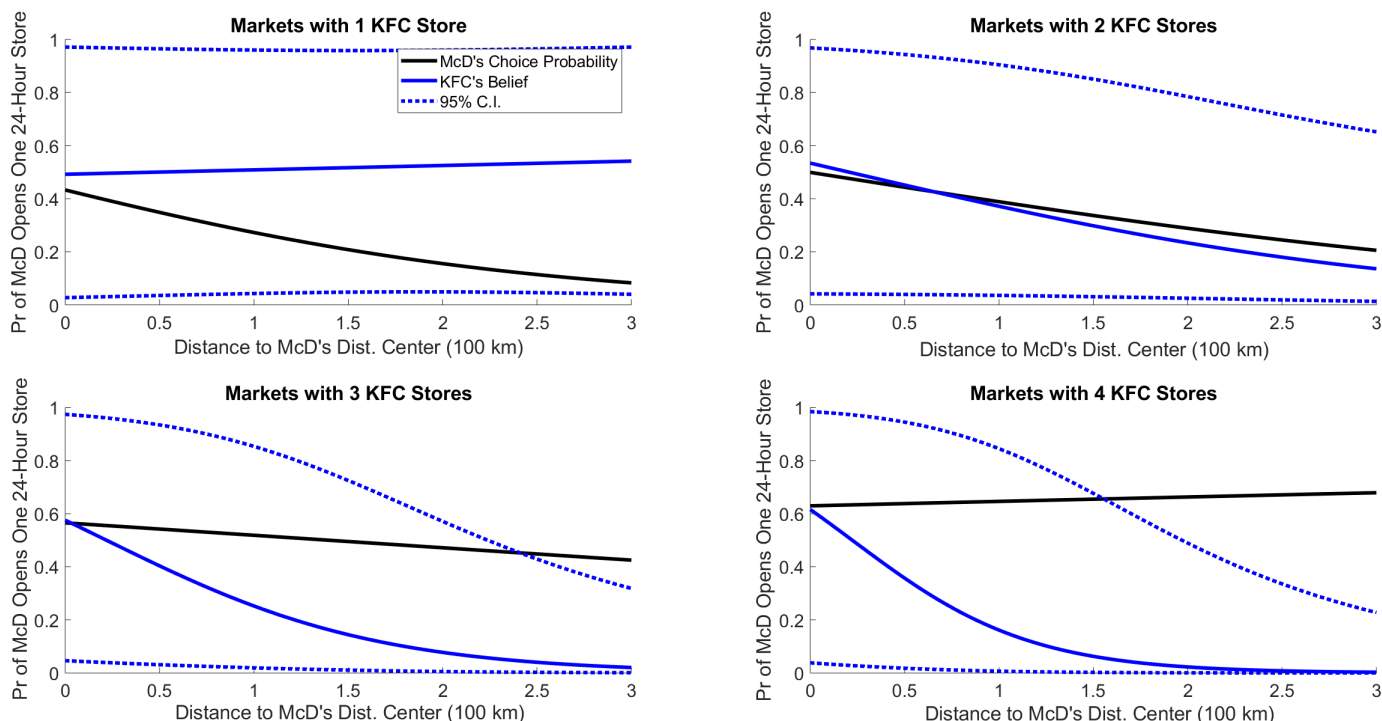 Markets with 1 KFC Store
Pr of McD Opens One 24-Hour Store
1
0.8
0.6
0.4
0.2
0
McD's Choice Probability
KFC's Belief
95% C.I.
0 0.5 1 1.5 2 2.5 3
Distance to McD's Dist. Center (100 km)
Markets with 2 KFC Stores
Pr of McD Opens One 24-Hour Store
1
0.8
0.6
0.4
0.2
0
0 0.5 1 1.5 2 2.5 3
Distance to McD's Dist. Center (100 km)
Markets with 3 KFC Stores
Pr of McD Opens One 24-Hour Store
1
0.8
0.6
0.4
0.2
0
0 0.5 1 1.5 2 2.5 3
Distance to McD's Dist. Center (100 km)
Markets with 4 KFC Stores
Pr of McD Opens One 24-Hour Store
1
0.8
0.6
0.4
0.2
0
0 0.5 1 1.5 2 2.5 3
Distance to McD's Dist. Center (100 km)